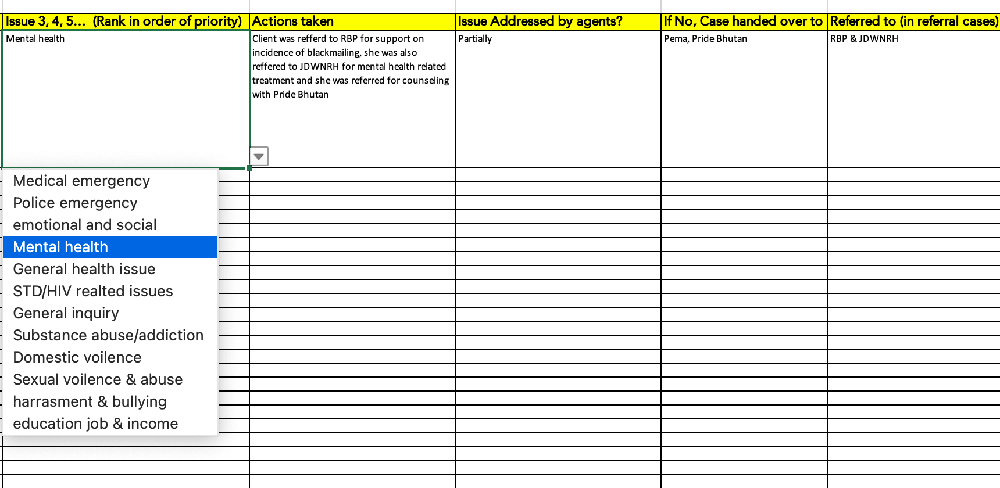 Issue 3, 4, 5... (Rank in order of priority)
Actions taken
Issue Addressed by agents?
If No, Case handed over to
Referred to (in referral cases)
Mental health
Client was refferd to RBP for support on
incidence of blackmailing, she was also
reffered to JDWNRH for mental health related
treatment and she was referred for counseling
with Pride Bhutan
Partially
Pema, Pride Bhutan
RBP & JDWNRH
Medical emergency
Police emergency
emotional and social
Mental health
General health issue
STD/HIV realted issues
General inquiry
Substance abuse/addiction
Domestic voilence
Sexual voilence & abuse
harrasment & bullying
education job & income